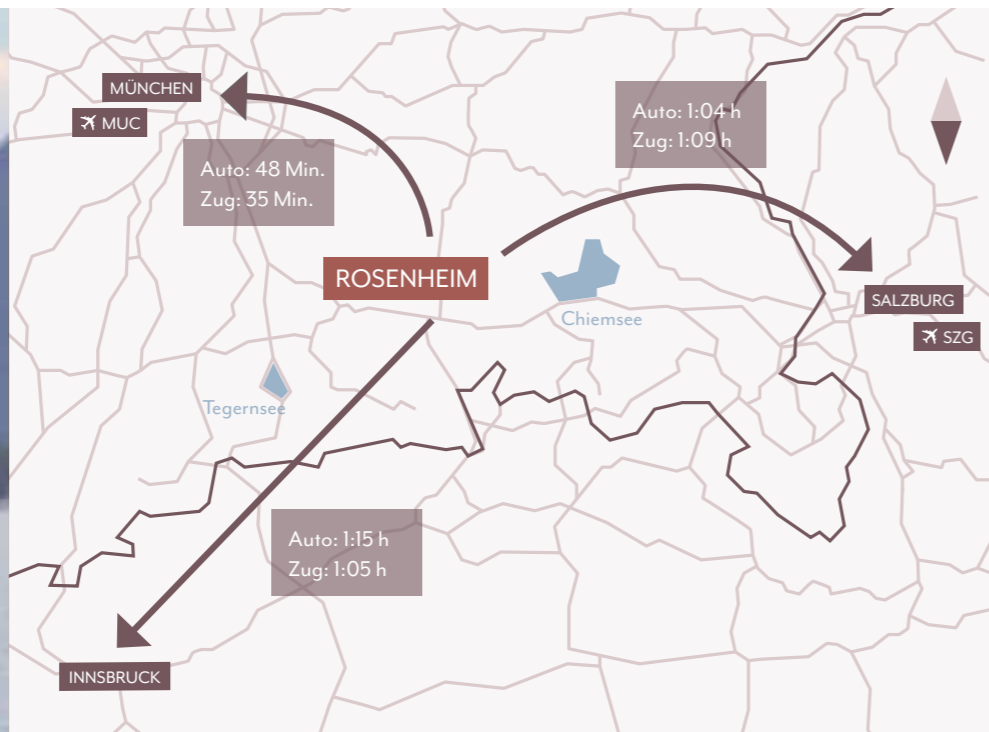 MÜNCHEN
MUC
Auto: 48 Min.
Zug: 35 Min.
Auto: 1:04 h
Zug: 1:09 h
ROSENHEIM
Chiemsee
SALZBURG
SZG
Tegernsee
Auto: 1:15 h
Zug: 1:05 h
INNSBRUCK